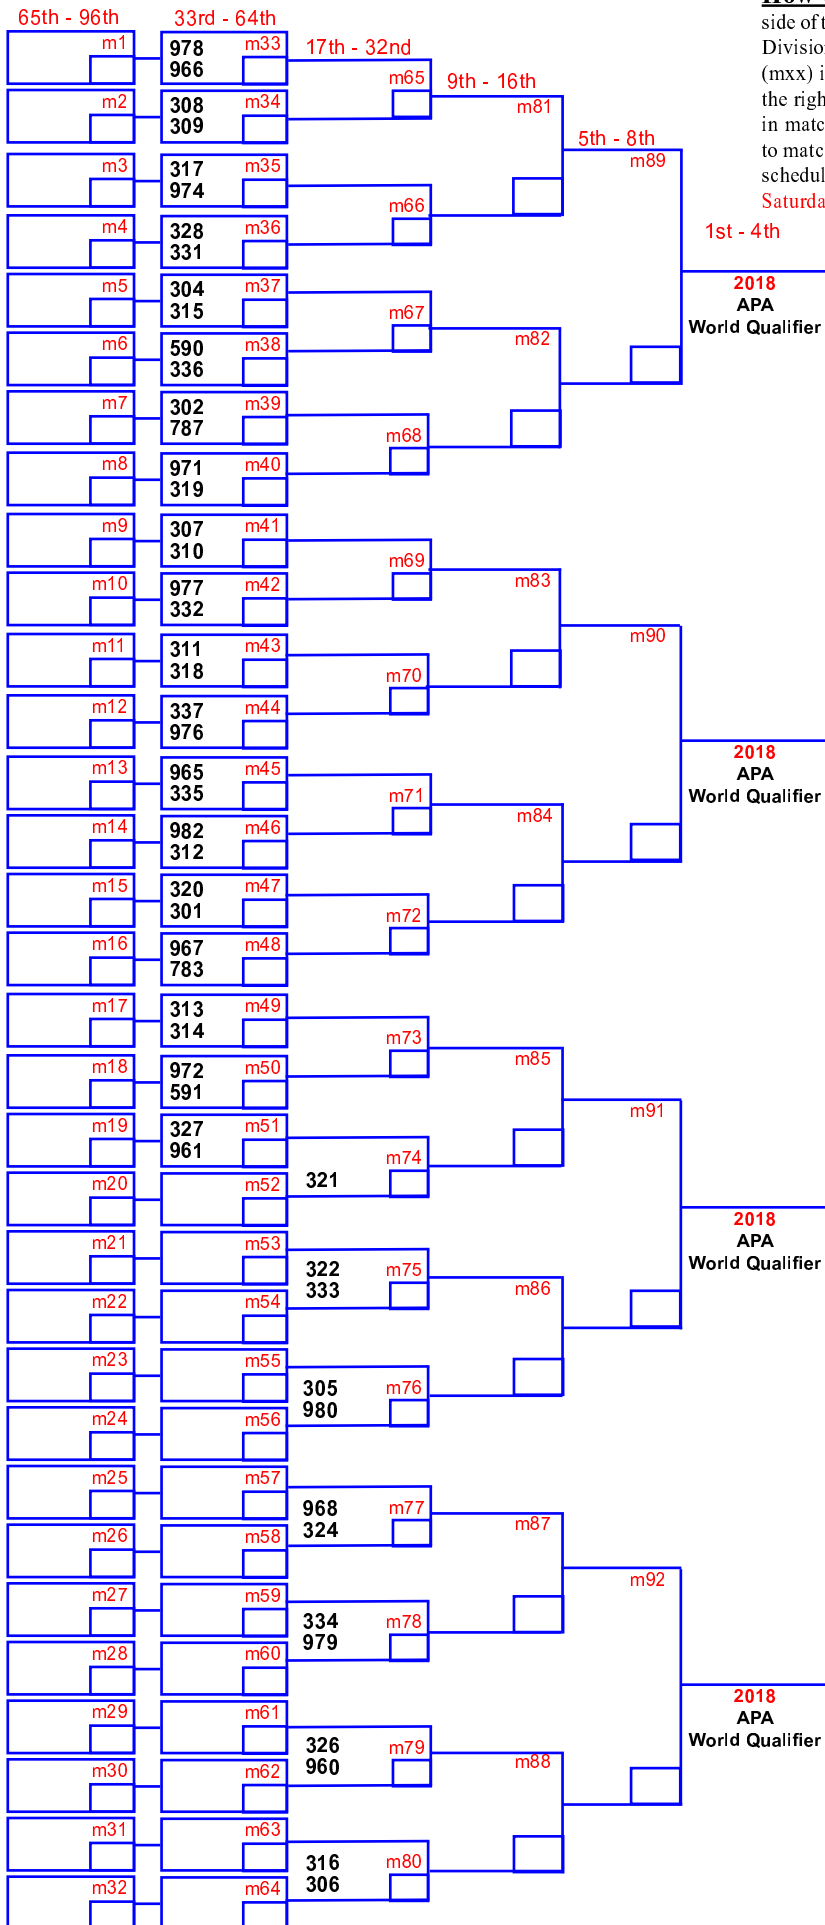 65th - 96th
33rd - 64th
17th - 32nd
9th - 16th
5th - 8th
1st - 4th
side of t
Division
(mxx) i
the righ
in matc
to matc
schedul
Saturda
m1
m2
m3
m4
m5
m6
m7
m8
m9
m10
m11
m12
m13
m14
m15
m16
m17
m18
m19
m20
m21
m22
m23
m24
m25
m26
m27
m28
m29
m30
m31
m32
978 m33
966
308 m34
309
317 m35
974
328 m36
331
304 m37
315
590 m38
336
302 m39
787
971 m40
319
307 m41
310
977 m42
332
311 m43
318
337 m44
976
965 m45
335
982 m46
312
320 m47
301
967 m48
783
313 m49
314
972 m50
591
327 m51
961
m52
m53
m54
m55
m56
m57
m58
m59
m60
m61
m62
m63
m64
m65
m66
m67
m68
m69
m70
m71
m72
m73
m74
321
322 m75
333
305 m76
980
968 m77
324
334 m78
979
326 m79
960
316 m80
306
m81
m82
m83
m84
m85
m86
m87
m88
m89
m90
m91
m92
2018
APA
World Qualifier
2018
APA
World Qualifier
2018
APA
World Qualifier
2018
APA
World Qualifier